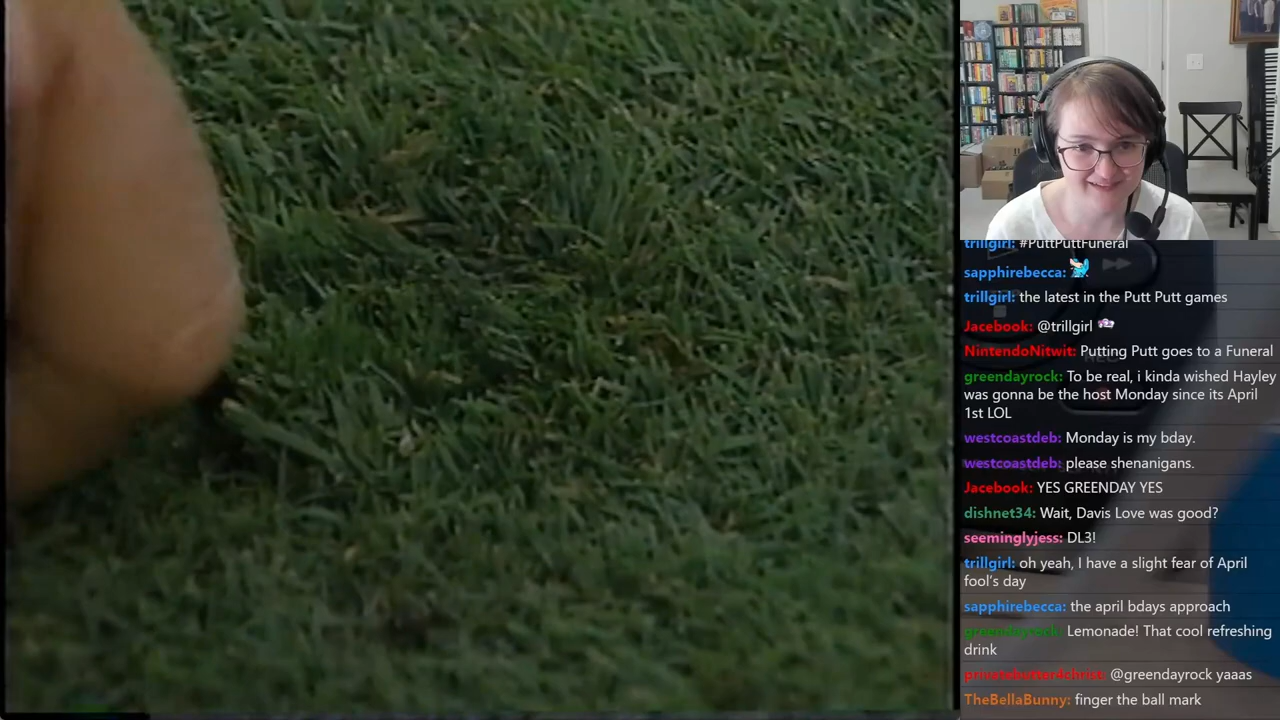 trillgirl: #PuttPuttFuneral
sapphirebecca:
trillgirl: the latest in the Putt Putt games
Jacebook: @trillgirl
NintendoNitwit: Putting Putt goes to a Funeral
greendayrock: To be real, i kinda wished Hayley
was gonna be the host Monday since its April
1st LOL
westcoastdeb: Monday is my bday.
westcoastdeb: please shenanigans.
Jacebook: YES GREENDAY YES
dishnet34: Wait, Davis Love was good?
seeminglyjess: DL3!
trillgirl: oh yeah, I have a slight fear of April
fool's day
sapphirebecca: the april bdays approach
greendayrock: Lemonade! That cool refreshing
drink
@greendayrock yaaas
TheBellaBunny: finger the ball mark